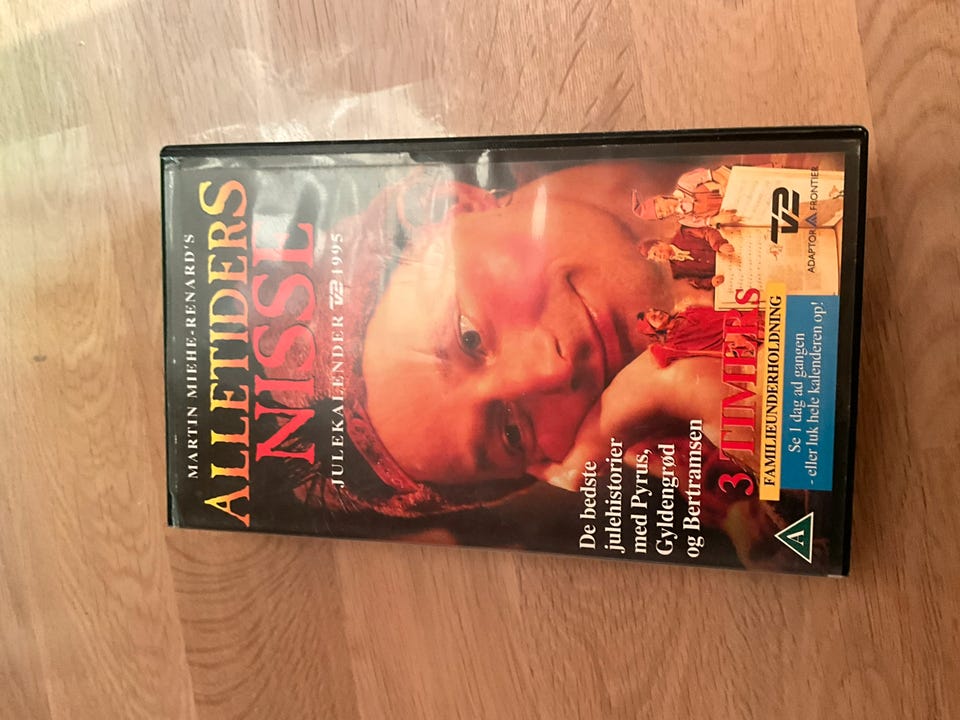 MARTIN MIEHE-RENARD'S
ALLETIDERS
NISSE
JULEKALENDER TV2 1995
De bedste
julehistorier
med Pyrus,
Gyldengrød
og Bertramsen
3 TIMERS
FAMILIEUNDERHOLDNING
Se 1 dag ad gangen
- eller luk hele kalenderen op!
A
TV2
ADAPTOR FRONTIER